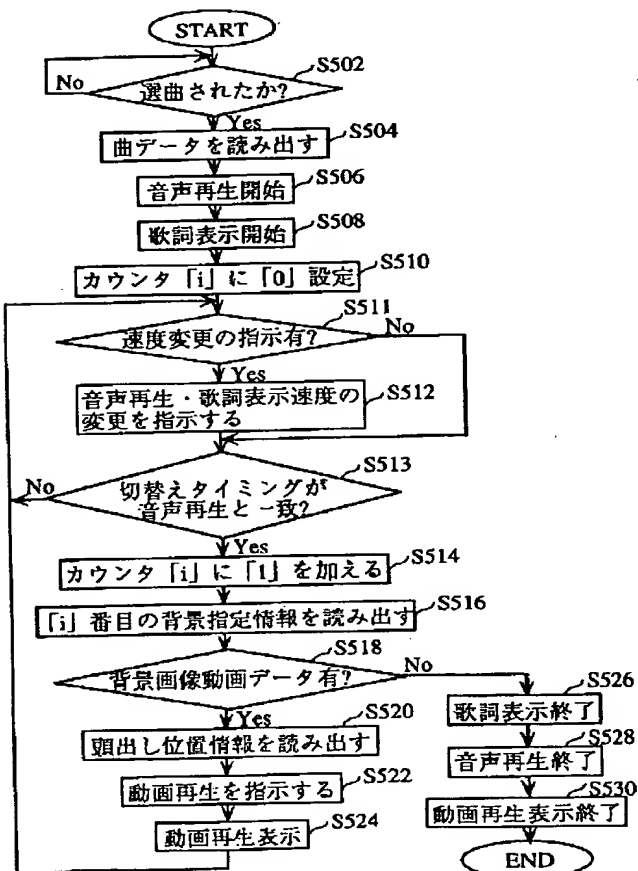 START
No
選曲されたか?
S502
Yes
曲データを読み出す
S504
音声再生開始
S506
歌詞表示開始
S508
カウンタ「i」に「0」設定
S510
速度変更の指示有?
S511
No
Yes
音声再生・歌詞表示速度の
変更を指示する
S512
S513
No
切替えタイミングが
音声再生と一致?
Yes
カウンタ「i」に「1」を加える
S514
「i」番目の背景指定情報を読み出す
S516
S518
背景画像動画データ有?
No
Yes
頭出し位置情報を読み出す
S520
動画再生を指示する
S522
動画再生表示
S524
歌詞表示終了
S526
音声再生終了
S528
動画再生表示終了
S530
END